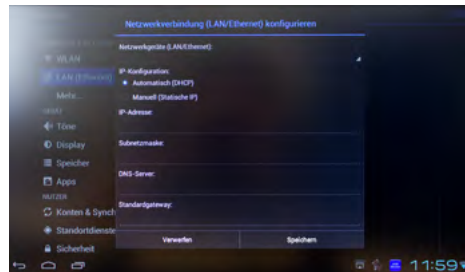 Netzwerkverbindung (LAN/Ethernet) konfigurieren
Netzwerkgeräte (LAN/Ethernet):
WLAN
LAN (Ethernet)
IP-Konfiguration:
Automatisch (DHCP)
Mehr...
Manuell (Statische IP)
IP-Adresse:
Töne
Display
Subnetzmaske:
Speicher
DNS-Server:
Apps
NUTZER
Konten & Synch
Standardgateway:
Standortdienste
Verwerfen
Speichern
Sicherheit
11:59